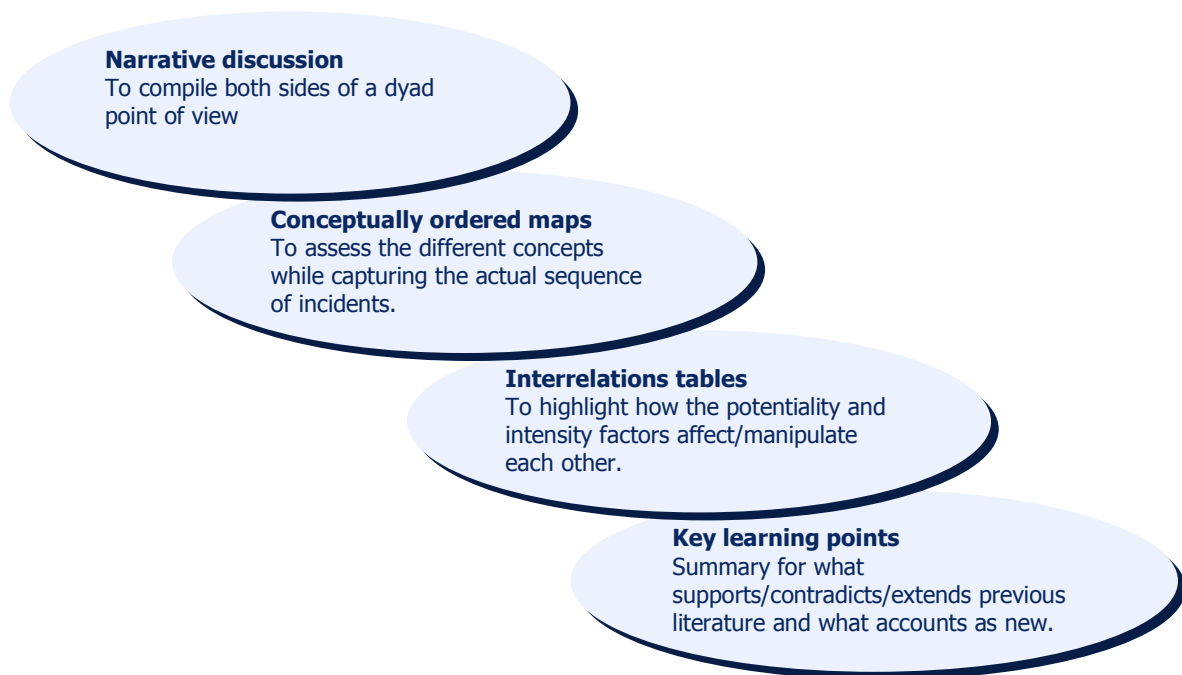 Narrative discussion
To compile both sides of a dyad
point of view
Conceptually ordered maps
To assess the different concepts
while capturing the actual sequence
of incidents.
Interrelations tables
To highlight how the potentiality and
intensity factors affect/manipulate
each other.
Key learning points
Summary for what
supports/contradicts/extends previous
literature and what accounts as new.